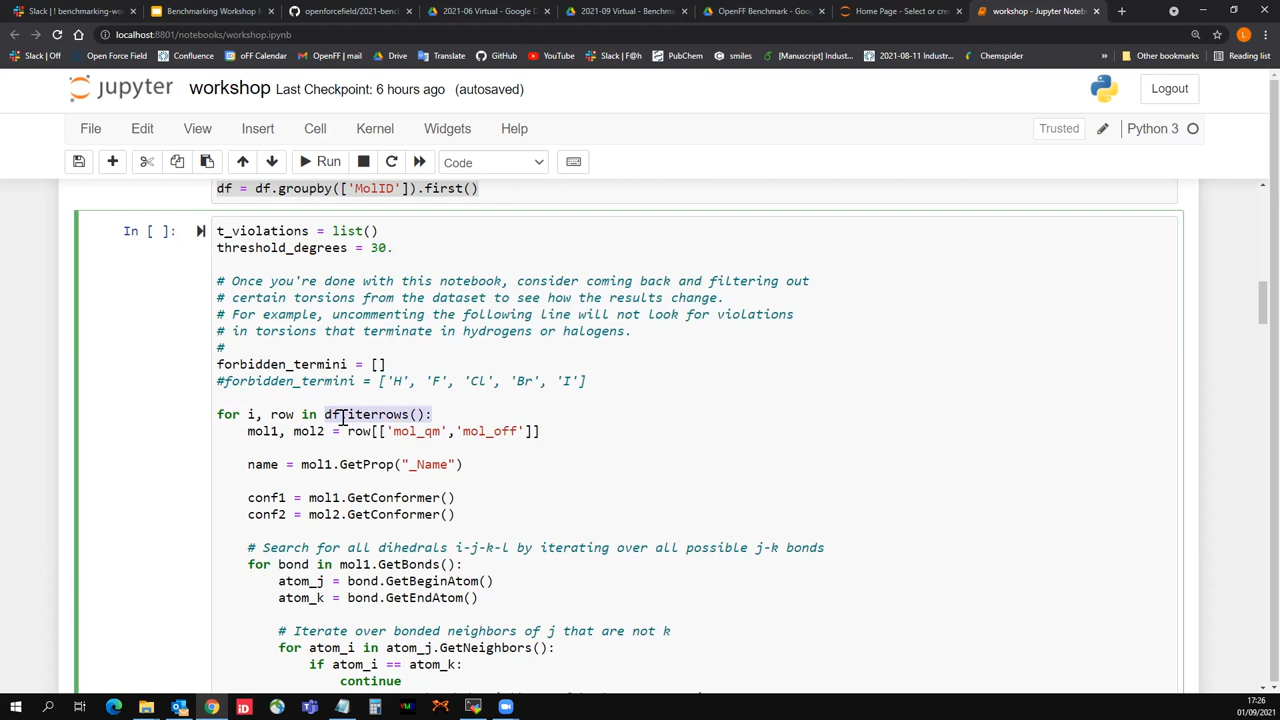 Slack | ! benchmarking-wo
Benchmarking Workshop
openforcefield/2021-bench
2021-06 Virtual - Google D
2021-09 Virtual - Benchma
OpenFF Benchmark - Goog
Home Page - Select or cre
workshop - Jupyter Noteb
localhost:8801/notebooks/workshop.ipynb
Slack | Off
Open Force Field
Confluence
oFF Calendar
OpenFF | mail
Drive
Translate
GitHub
YouTube
Slack | F@h
PubChem
smiles
[Manuscript] Industr...
2021-08-11 Industr...
Chemspider
Other bookmarks
Reading list
jupyter workshop Last Checkpoint: 6 hours ago (autosaved)
Logout
File Edit View Insert Cell Kernel Widgets Help
Trusted
Python 3
Run
Code
df = df.groupby(['MolID']).first()
In [ ]:
t_violations = list()
threshold_degrees = 30.
# Once you're done with this notebook, consider coming back and filtering out
# certain torsions from the dataset to see how the results change.
# For example, uncommenting the following line will not look for violations
# in torsions that terminate in hydrogens or halogens.
#
forbidden_termini = []
#forbidden_termini = ['H', 'F', 'Cl', 'Br', 'I']
for i, row in df.iterrows():
mol1, mol2 = row[['mol_qm','mol_off']]
name = mol1.GetProp("_Name")
conf1 = mol1.GetConformer()
conf2 = mol2.GetConformer()
# Search for all dihedrals i-j-k-l by iterating over all possible j-k bonds
for bond in mol1.GetBonds():
atom_j = bond.GetBeginAtom()
atom_k = bond.GetEndAtom()
# Iterate over bonded neighbors of j that are not k
for atom_i in atom_j.GetNeighbors():
if atom_i == atom_k:
continue
17:26
01/09/2021